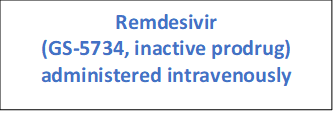 Remdesivir
(GS-5734, inactive prodrug)
administered intravenously